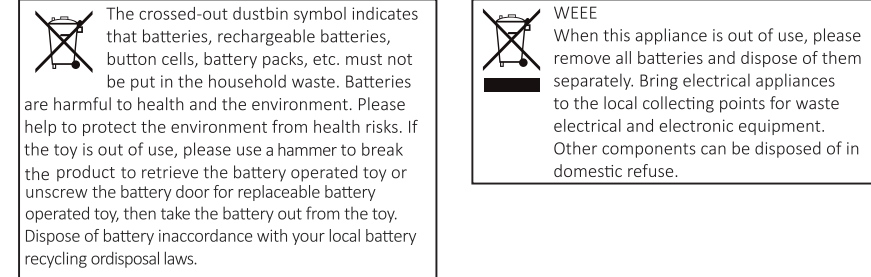 The crossed-out dustbin symbol indicates
that batteries, rechargeable batteries,
button cells, battery packs, etc. must not
be put in the household waste. Batteries
are harmful to health and the environment. Please
help to protect the environment from health risks. If
the toy is out of use, please use a hammer to break
the product to retrieve the battery operated toy or
unscrew the battery door for replaceable battery
operated toy, then take the battery out from the toy.
Dispose of battery inaccordance with your local battery
recycling ordisposal laws.
WEEE
When this appliance is out of use, please
remove all batteries and dispose of them
separately. Bring electrical appliances
to the local collecting points for waste
electrical and electronic equipment.
Other components can be disposed of in
domestic refuse.